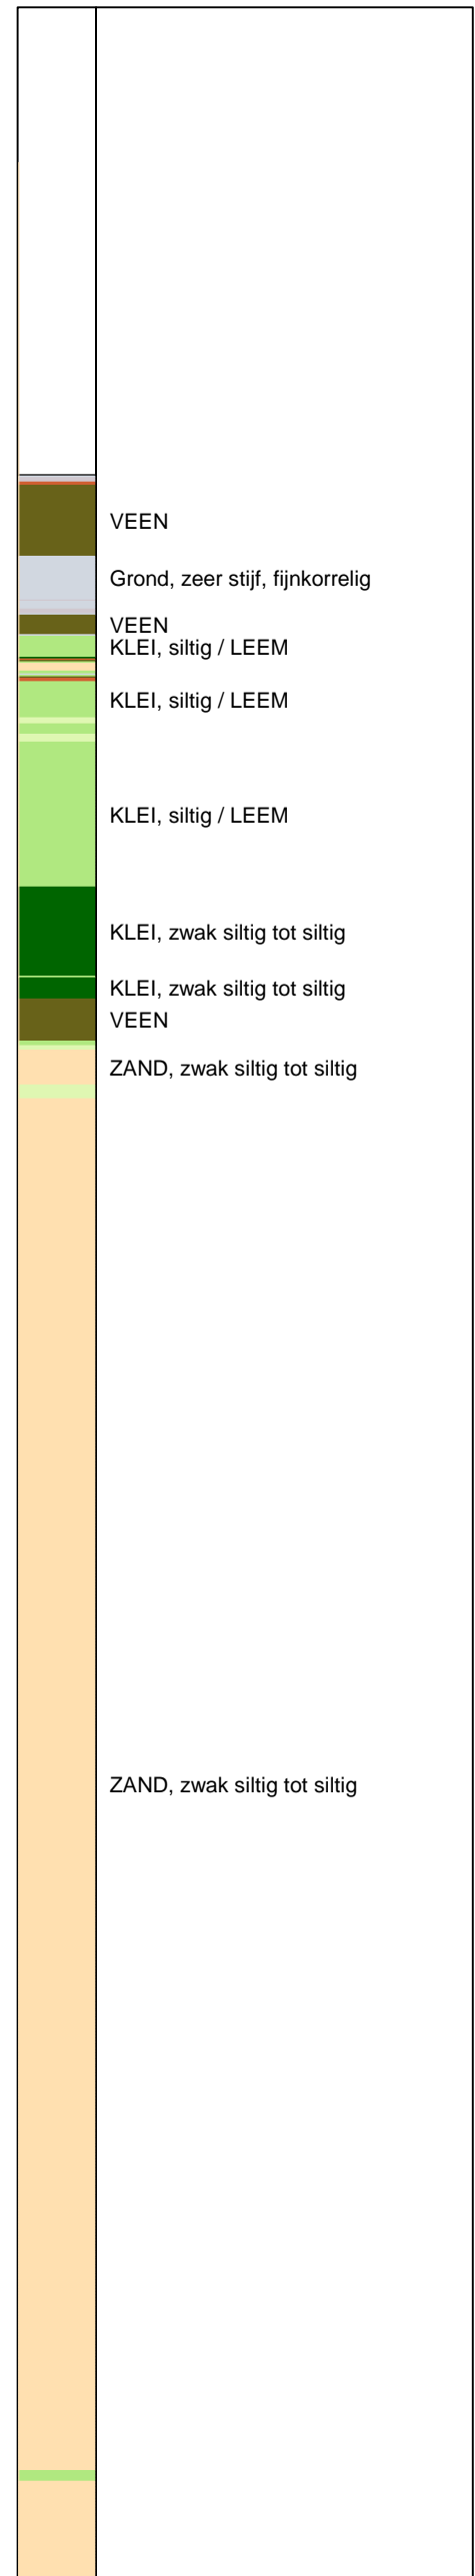 VEEN
Grond, zeer stijf, fijnkorrelig
VEEN
KLEI, siltig / LEEM
KLEI, siltig / LEEM
KLEI, siltig / LEEM
KLEI, zwak siltig tot siltig
KLEI, zwak siltig tot siltig
VEEN
ZAND, zwak siltig tot siltig
ZAND, zwak siltig tot siltig